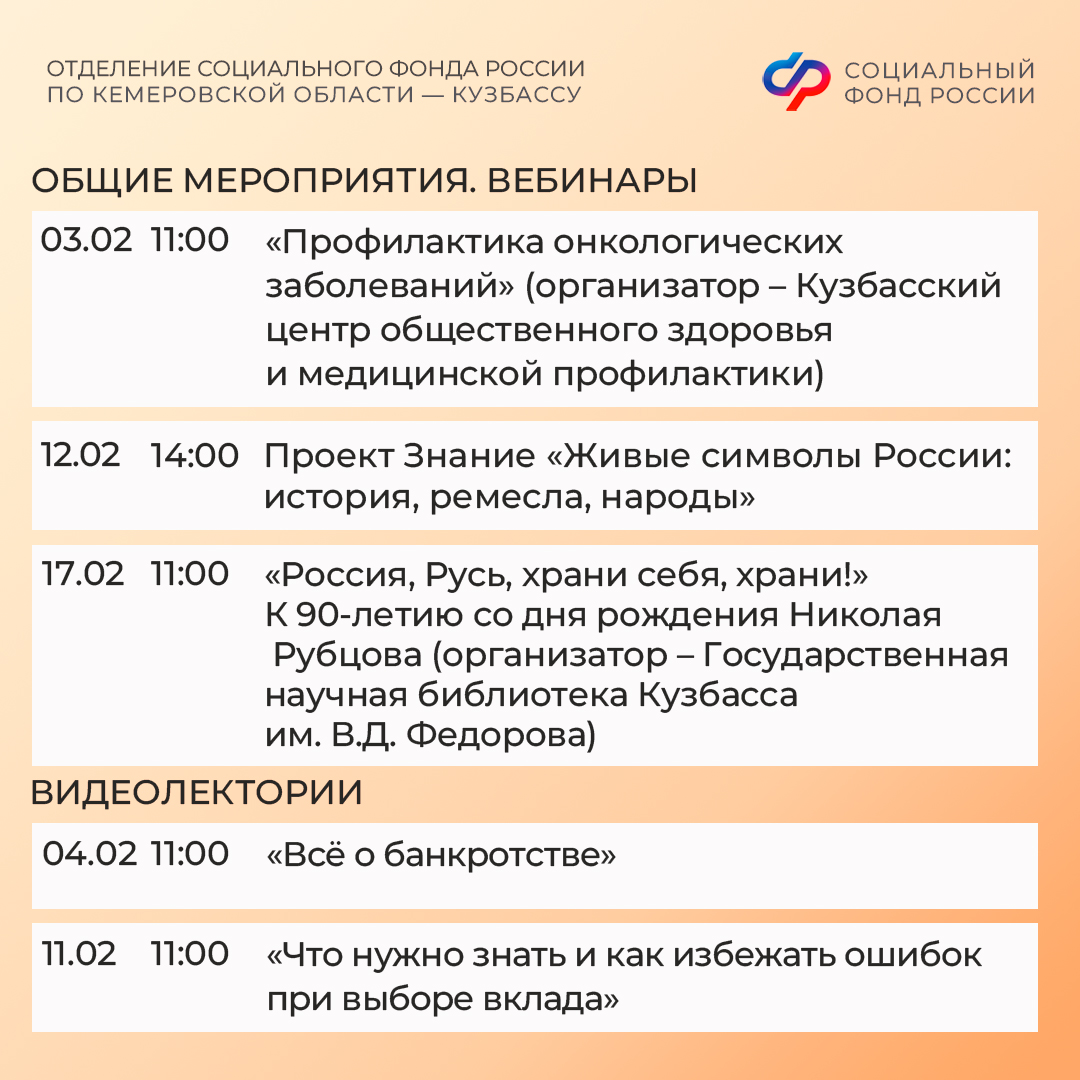 ОТДЕЛЕНИЕ СОЦИАЛЬНОГО ФОНДА РОССИИ
ПО КЕМЕРОВСКОЙ ОБЛАСТИ — КУЗБАССУ
СОЦИАЛЬНЫЙ
ФОНД РОССИИ
ОБЩИЕ МЕРОПРИЯТИЯ. ВЕБИНАРЫ
03.02 11:00 «Профилактика онкологических
заболеваний» (организатор – Кузбасский
центр общественного здоровья
и медицинской профилактики)
12.02 14:00 Проект Знание «Живые символы России:
история, ремесла, народы»
17.02 11:00 «Россия, Русь, храни себя, храни!»
К 90-летию со дня рождения Николая
Рубцова (организатор – Государственная
научная библиотека Кузбасса
им. В.Д. Федорова)
ВИДЕОЛЕКТОРИИ
04.02 11:00 «Всё о банкротстве»
11.02 11:00 «Что нужно знать и как избежать ошибок
при выборе вклада»